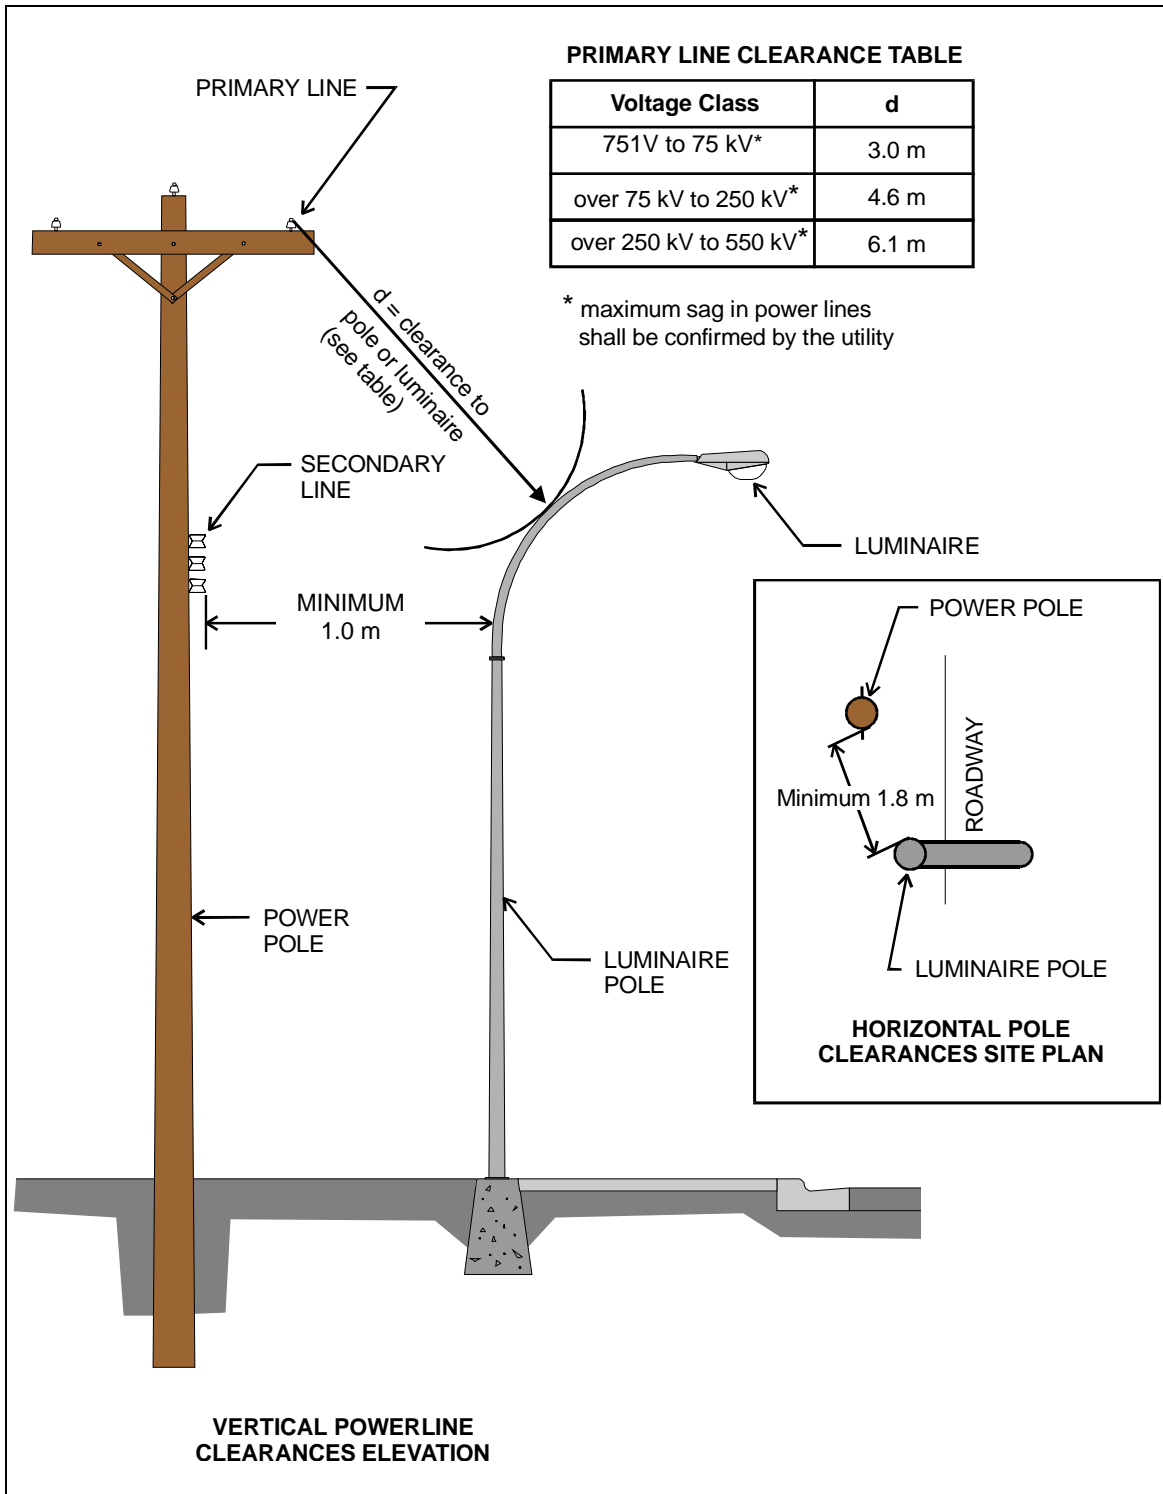 PRIMARY LINE CLEARANCE TABLE
Voltage Class d
751V to 75 kV* 3.0 m
over 75 kV to 250 kV* 4.6 m
over 250 kV to 550 kV* 6.1 m
* maximum sag in power lines
shall be confirmed by the utility
PRIMARY LINE
d = clearance to
pole or luminaire
(see table)
SECONDARY
LINE
LUMINAIRE
MINIMUM
1.0 m
POWER
POLE
LUMINAIRE
POLE
POWER POLE
ROADWAY
Minimum 1.8 m
LUMINAIRE POLE
HORIZONTAL POLE
CLEARANCES SITE PLAN
VERTICAL POWERLINE
CLEARANCES ELEVATION